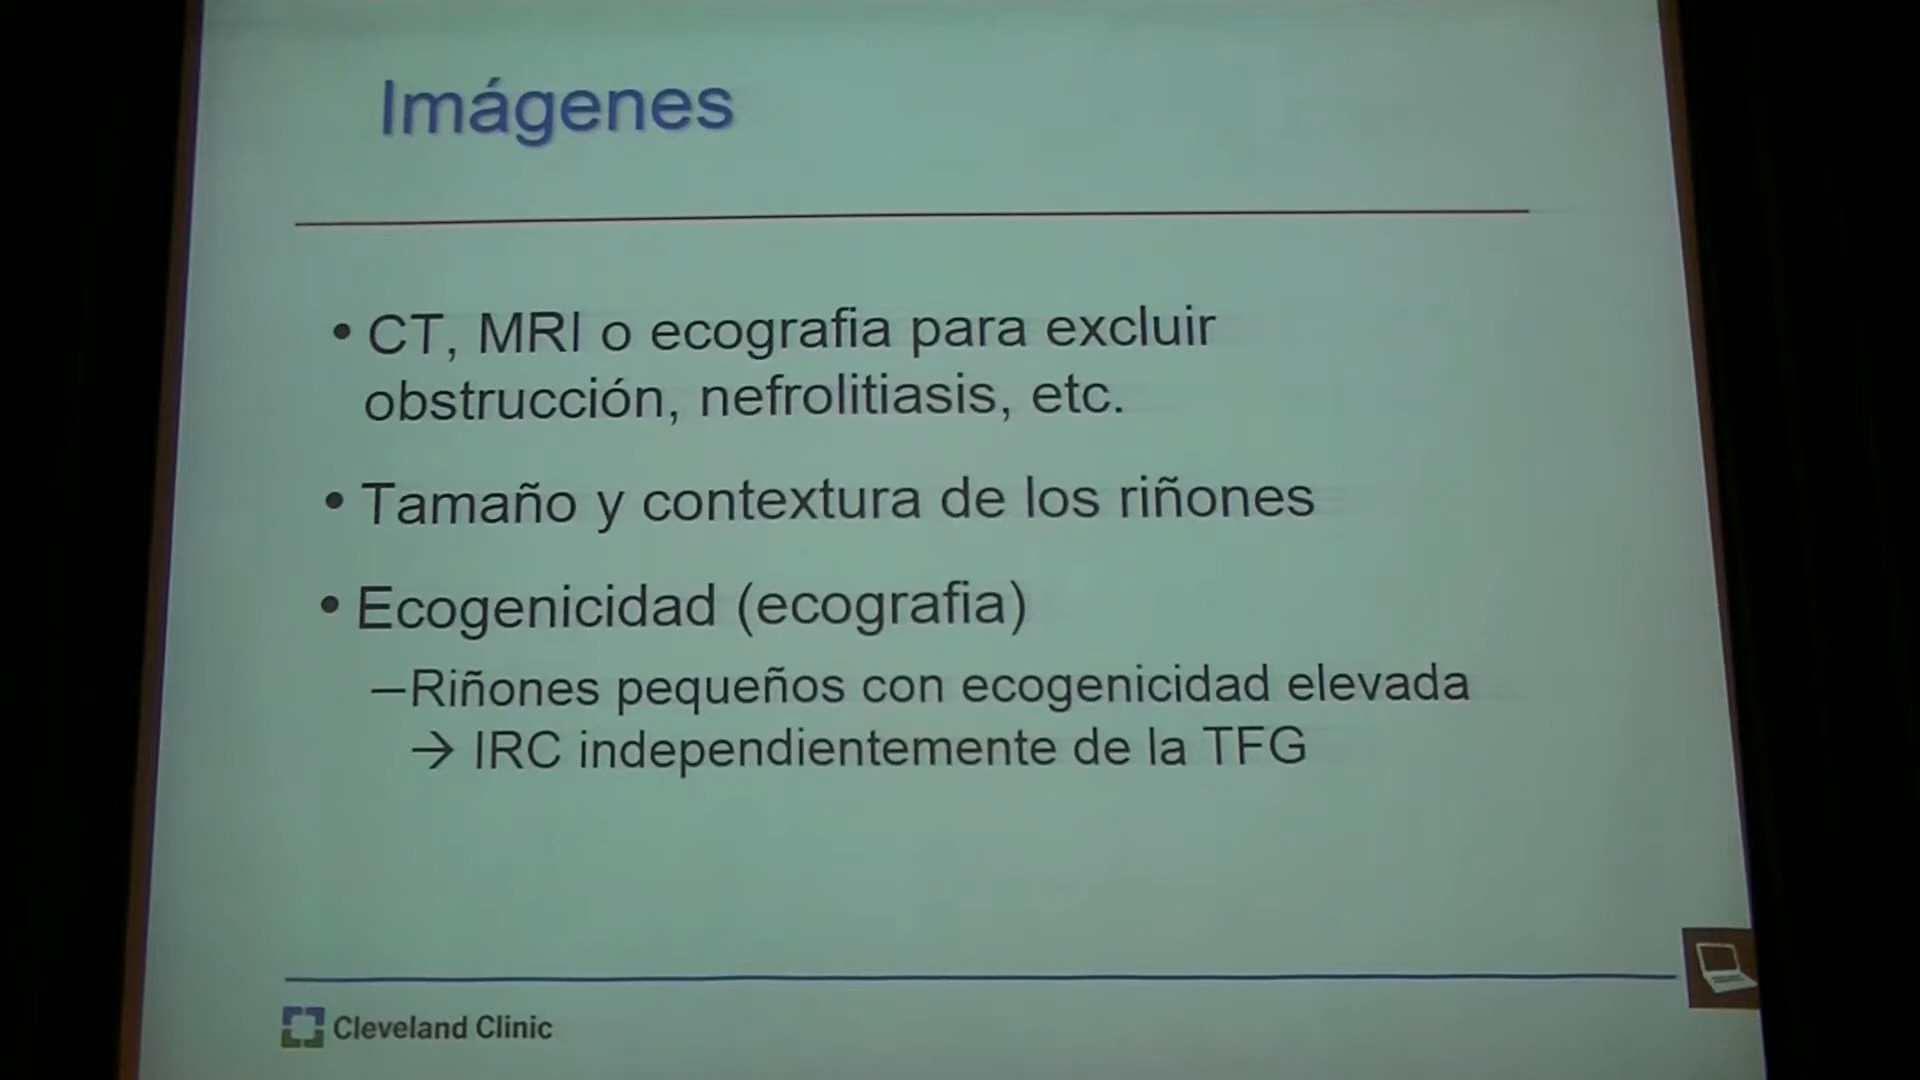 Imágenes
• CT, MRI o ecografia para excluir
obstrucción, nefrolitiasis, etc.
• Tamaño y contextura de los riñones
• Ecogenicidad (ecografia)
–Riñones pequeños con ecogenicidad elevada
→ IRC independientemente de la TFG
Cleveland Clinic